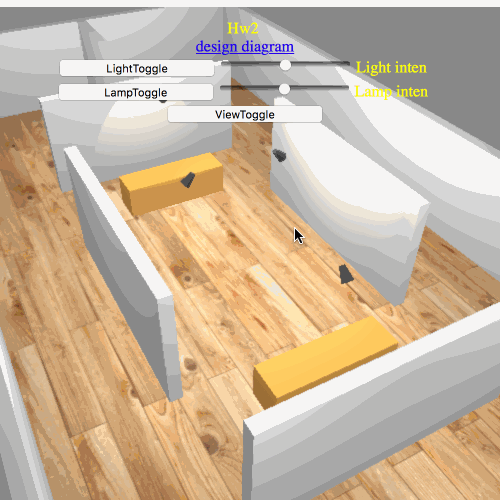 Hw2
design diagram
LightToggle
Light inten
LampToggle
Lamp inten
ViewToggle